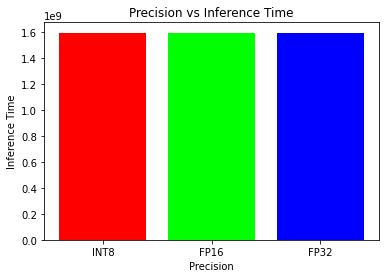 Precision vs Inference Time
1e9
1.6
1.4
1.2
1.0
0.8
0.6
0.4
0.2
0.0
Inference Time
INT8 FP16 FP32
Precision